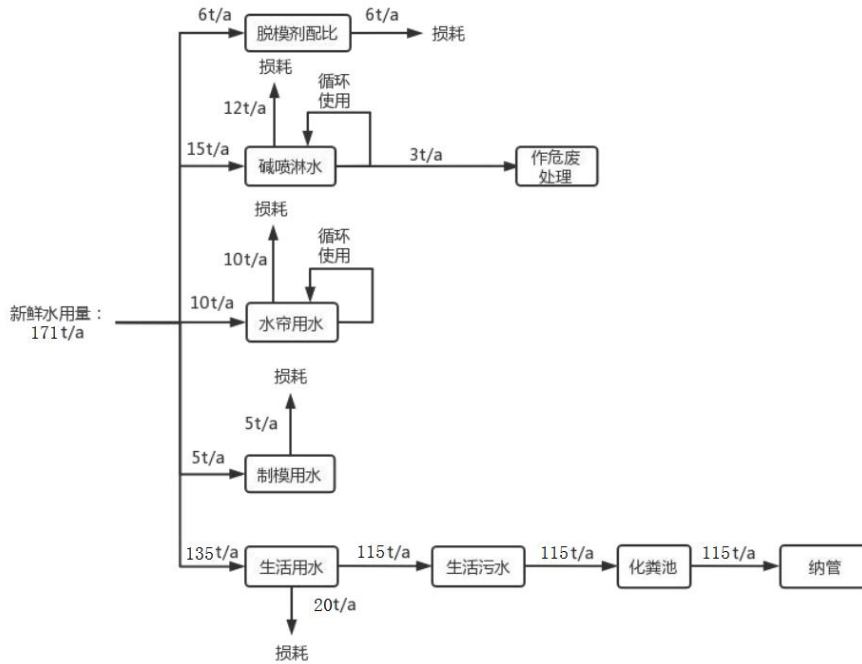 6t/a
6t/a
脱模剂配比
损耗
损耗
循环
使用
12t/a
15t/a
碱喷淋水
3t/a
作危废
处理
损耗
循环
使用
10t/a
10t/a
水帘用水
新鲜水用量：
171t/a
损耗
5t/a
5t/a
制模用水
135t/a
生活用水
115t/a
生活污水
115t/a
化粪池
115t/a
纳管
20t/a
损耗